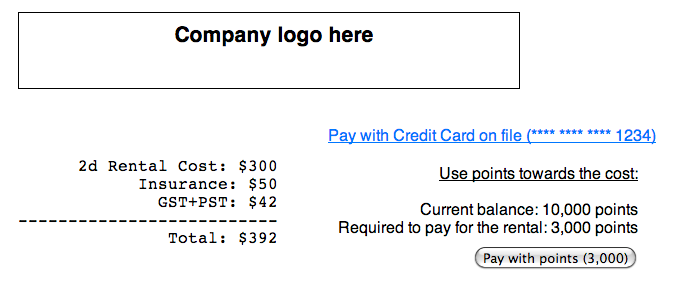 Company logo here
Pay with Credit Card on file (**** **** **** 1234)
2d Rental Cost: $300
Insurance: $50
GST+PST: $42
--------------------------
Total: $392
Use points towards the cost:
Current balance: 10,000 points
Required to pay for the rental: 3,000 points
Pay with points (3,000)